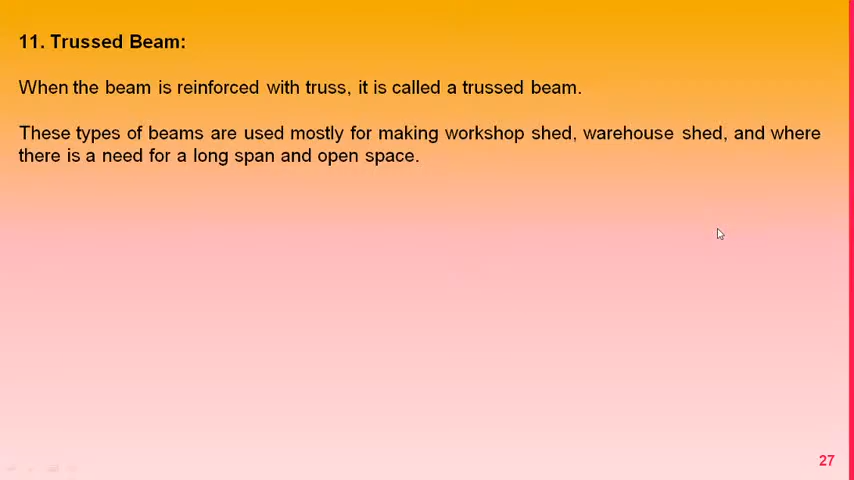 11. Trussed Beam:
When the beam is reinforced with truss, it is called a trussed beam.
These types of beams are used mostly for making workshop shed, warehouse shed, and where
there is a need for a long span and open space.
27